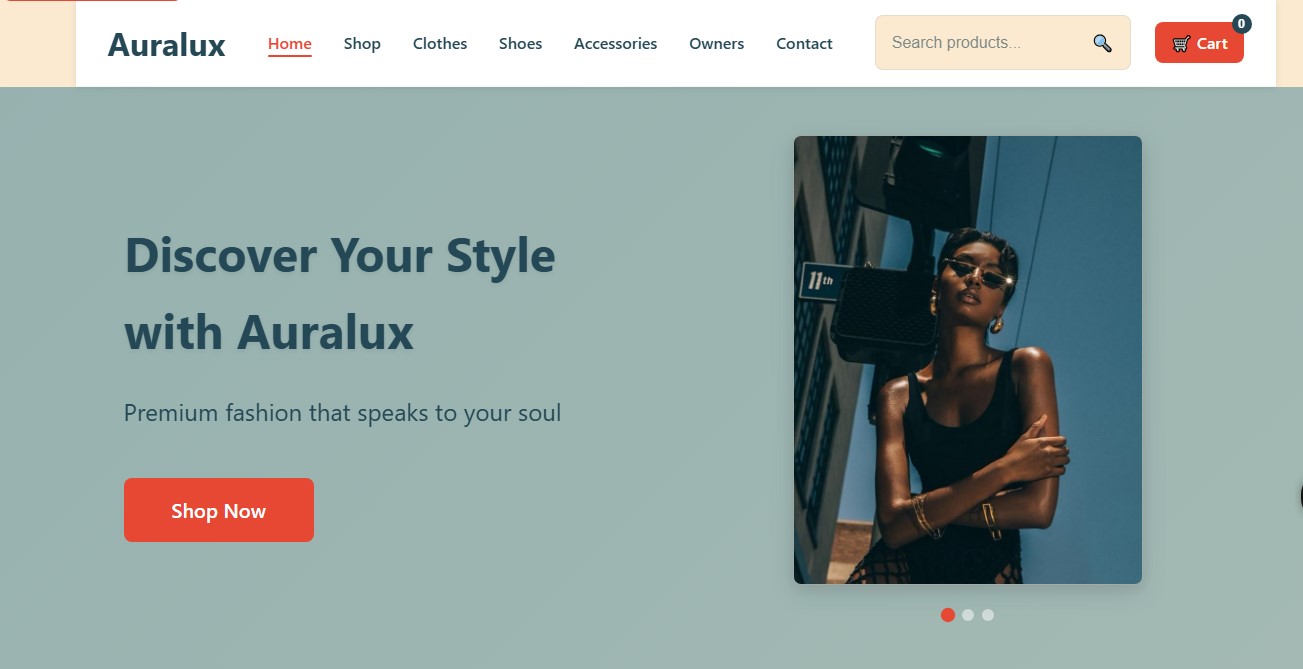 Auralux
Home Shop Clothes Shoes Accessories Owners Contact
Search products...
Cart
0
Discover Your Style
with Auralux
Premium fashion that speaks to your soul
Shop Now
11th